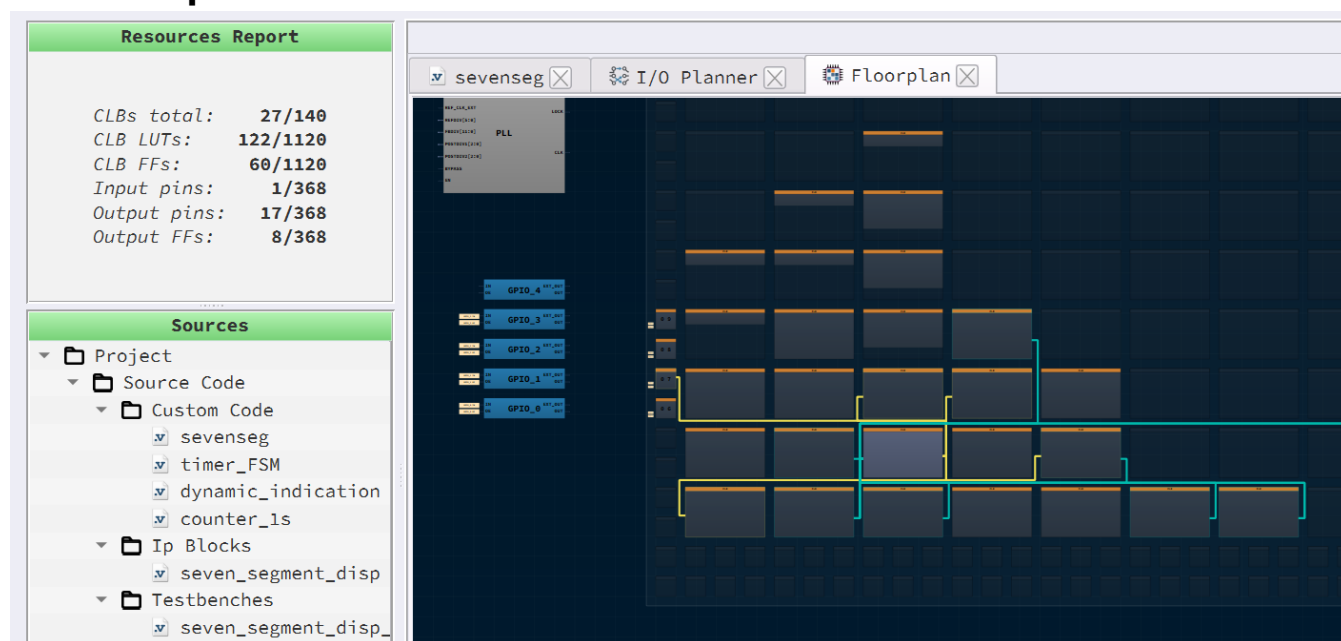 Resources Report
CLBs total: 27/140
CLB LUTs: 122/1120
CLB FFs: 60/1120
Input pins: 1/368
Output pins: 17/368
Output FFs: 8/368
Sources
Project
Source Code
Custom Code
sevenseg
timer_FSM
dynamic_indication
counter_1s
Ip Blocks
seven_segment_disp
Testbenches
seven_segment_disp_
sevenseg
I/O Planner
Floorplan
PLL
GPIO_4
GPIO_3
GPIO_2
GPIO_1
GPIO_0